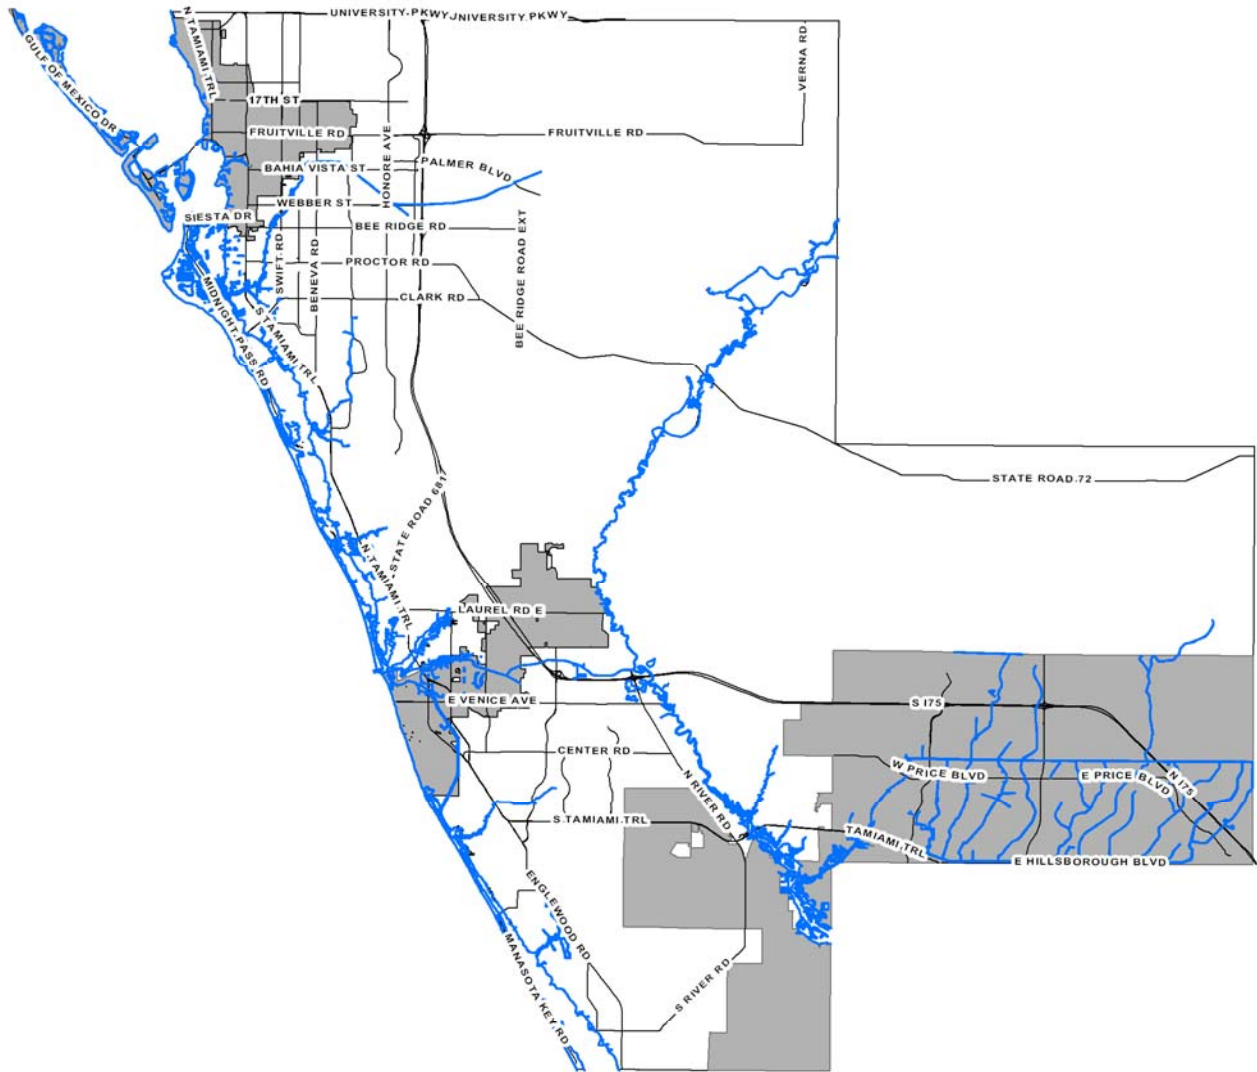 UNIVERSITY PKWY
UNIVERSITY PKWY
N TAMIAMI TRL
VERNA RD
GULF OF MEXICO DR
17TH ST
FRUITVILLE RD
FRUITVILLE RD
HONORE AVE
BAHIA VISTA ST
PALMER BLVD
WEBBER ST
SIESTA DR
BEE RIDGE RD
SWIFT RD
BENEVA RD
BEE RIDGE ROAD EXT
PROCTOR RD
CLARK RD
MIDNIGHT PASS RD
S TAMIAMI TRL
STATE ROAD 72
STATE ROAD 681
N TAMIAMI TRL
LAUREL RD E
E VENICE AVE
S I75
CENTER RD
N RIVER RD
W PRICE BLVD
E PRICE BLVD
N I75
S TAMIAMI TRL
TAMIAMI TRL
E HILLSBOROUGH BLVD
ENGLEWOOD RD
S RIVER RD
MANASOTA KEY RD